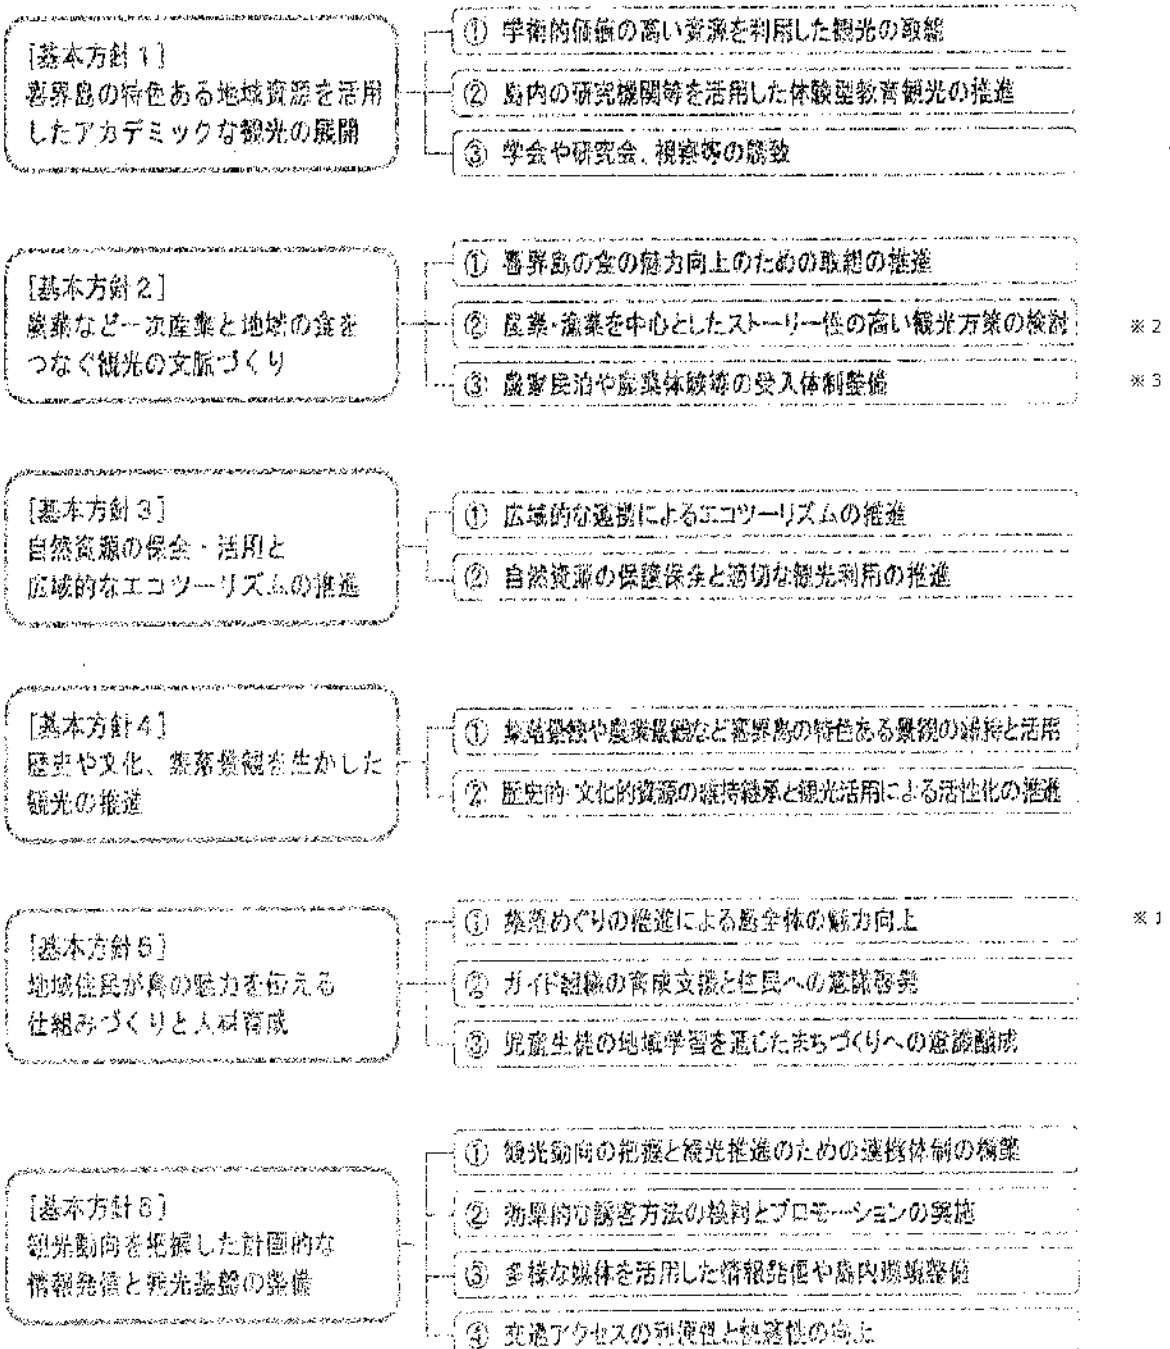 [基本方針1]
喜界島の特色ある地域資源を活用
したアカデミックな観光の展開
① 学術的価値の高い資源を利用した観光の取組
② 島内の研究機関等を活用した体験型教育観光の推進
③ 学会や研究会、視察等の誘致
[基本方針2]
農業など一次産業と地域の食を
つなぐ観光の文脈づくり
① 喜界島の食の魅力向上のための取組の推進
② 農業・漁業を中心としたストーリー性の高い観光方策の検討
※2
③ 農家民泊や産業体験等の受入体制整備
※3
[基本方針3]
自然資源の保全・活用と
広域的なエコツーリズムの推進
① 広域的な連携によるエコツーリズムの推進
② 自然資源の保護保全と適切な観光利用の推進
[基本方針4]
歴史や文化、集落景観を生かした
観光の推進
① 集落景観や農業景観など喜界島の特色ある景観の維持と活用
② 歴史的・文化的資源の維持継承と観光活用による活性化の推進
[基本方針5]
地域住民が島の魅力を伝える
仕組みづくりと人材育成
① 集落めぐりの推進による島全体の魅力向上
※1
② ガイド組織の育成支援と住民への意識啓発
③ 児童生徒の地域学習を通じたまちづくりへの意識醸成
[基本方針6]
観光動向を把握した計画的な
情報発信と観光基盤の整備
① 観光動向の把握と観光推進のための連携体制の構築
② 効果的な誘客方法の検討とプロモーションの実施
③ 多様な媒体を活用した情報発信や島内環境整備
④ 交通アクセスの利便性と快適性の向上